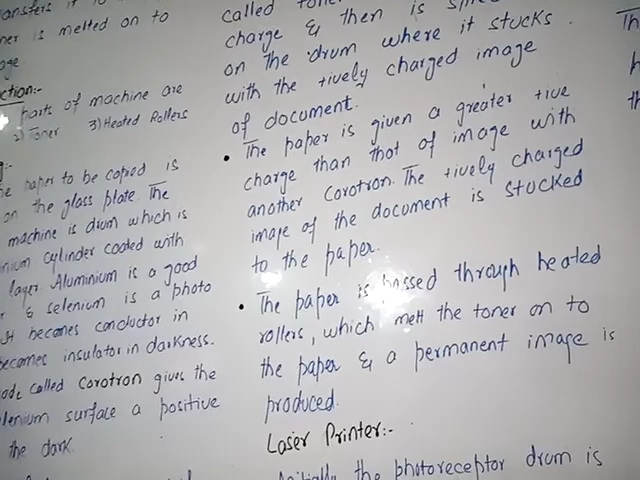 it
ner is melted on to
age
ction:-
parts of machine are
2) Toner 3) Heated Rollers
g:-
he paper to be copied is
on the glass plate. The
machine is drum which is
nium cylinder coated with
layer. Aluminium is a good
& selenium is a photo
It becomes conductor in
becomes insulator in darkness.
ode called Corotron gives the
lenium surface a positive
the dark.
called
charge & then is
on the drum where it stucks.
with the +ively charged image
of document.
• The paper is given a greater +ive
charge than that of image with
another corotron. The +ively charged
image of the document is stucked
to the paper.
• The paper is passed through heated
rollers, which melt the toner on to
the paper & a permanent image is
produced.
Laser Printer:-
Initially the photoreceptor drum is
Th
h
th